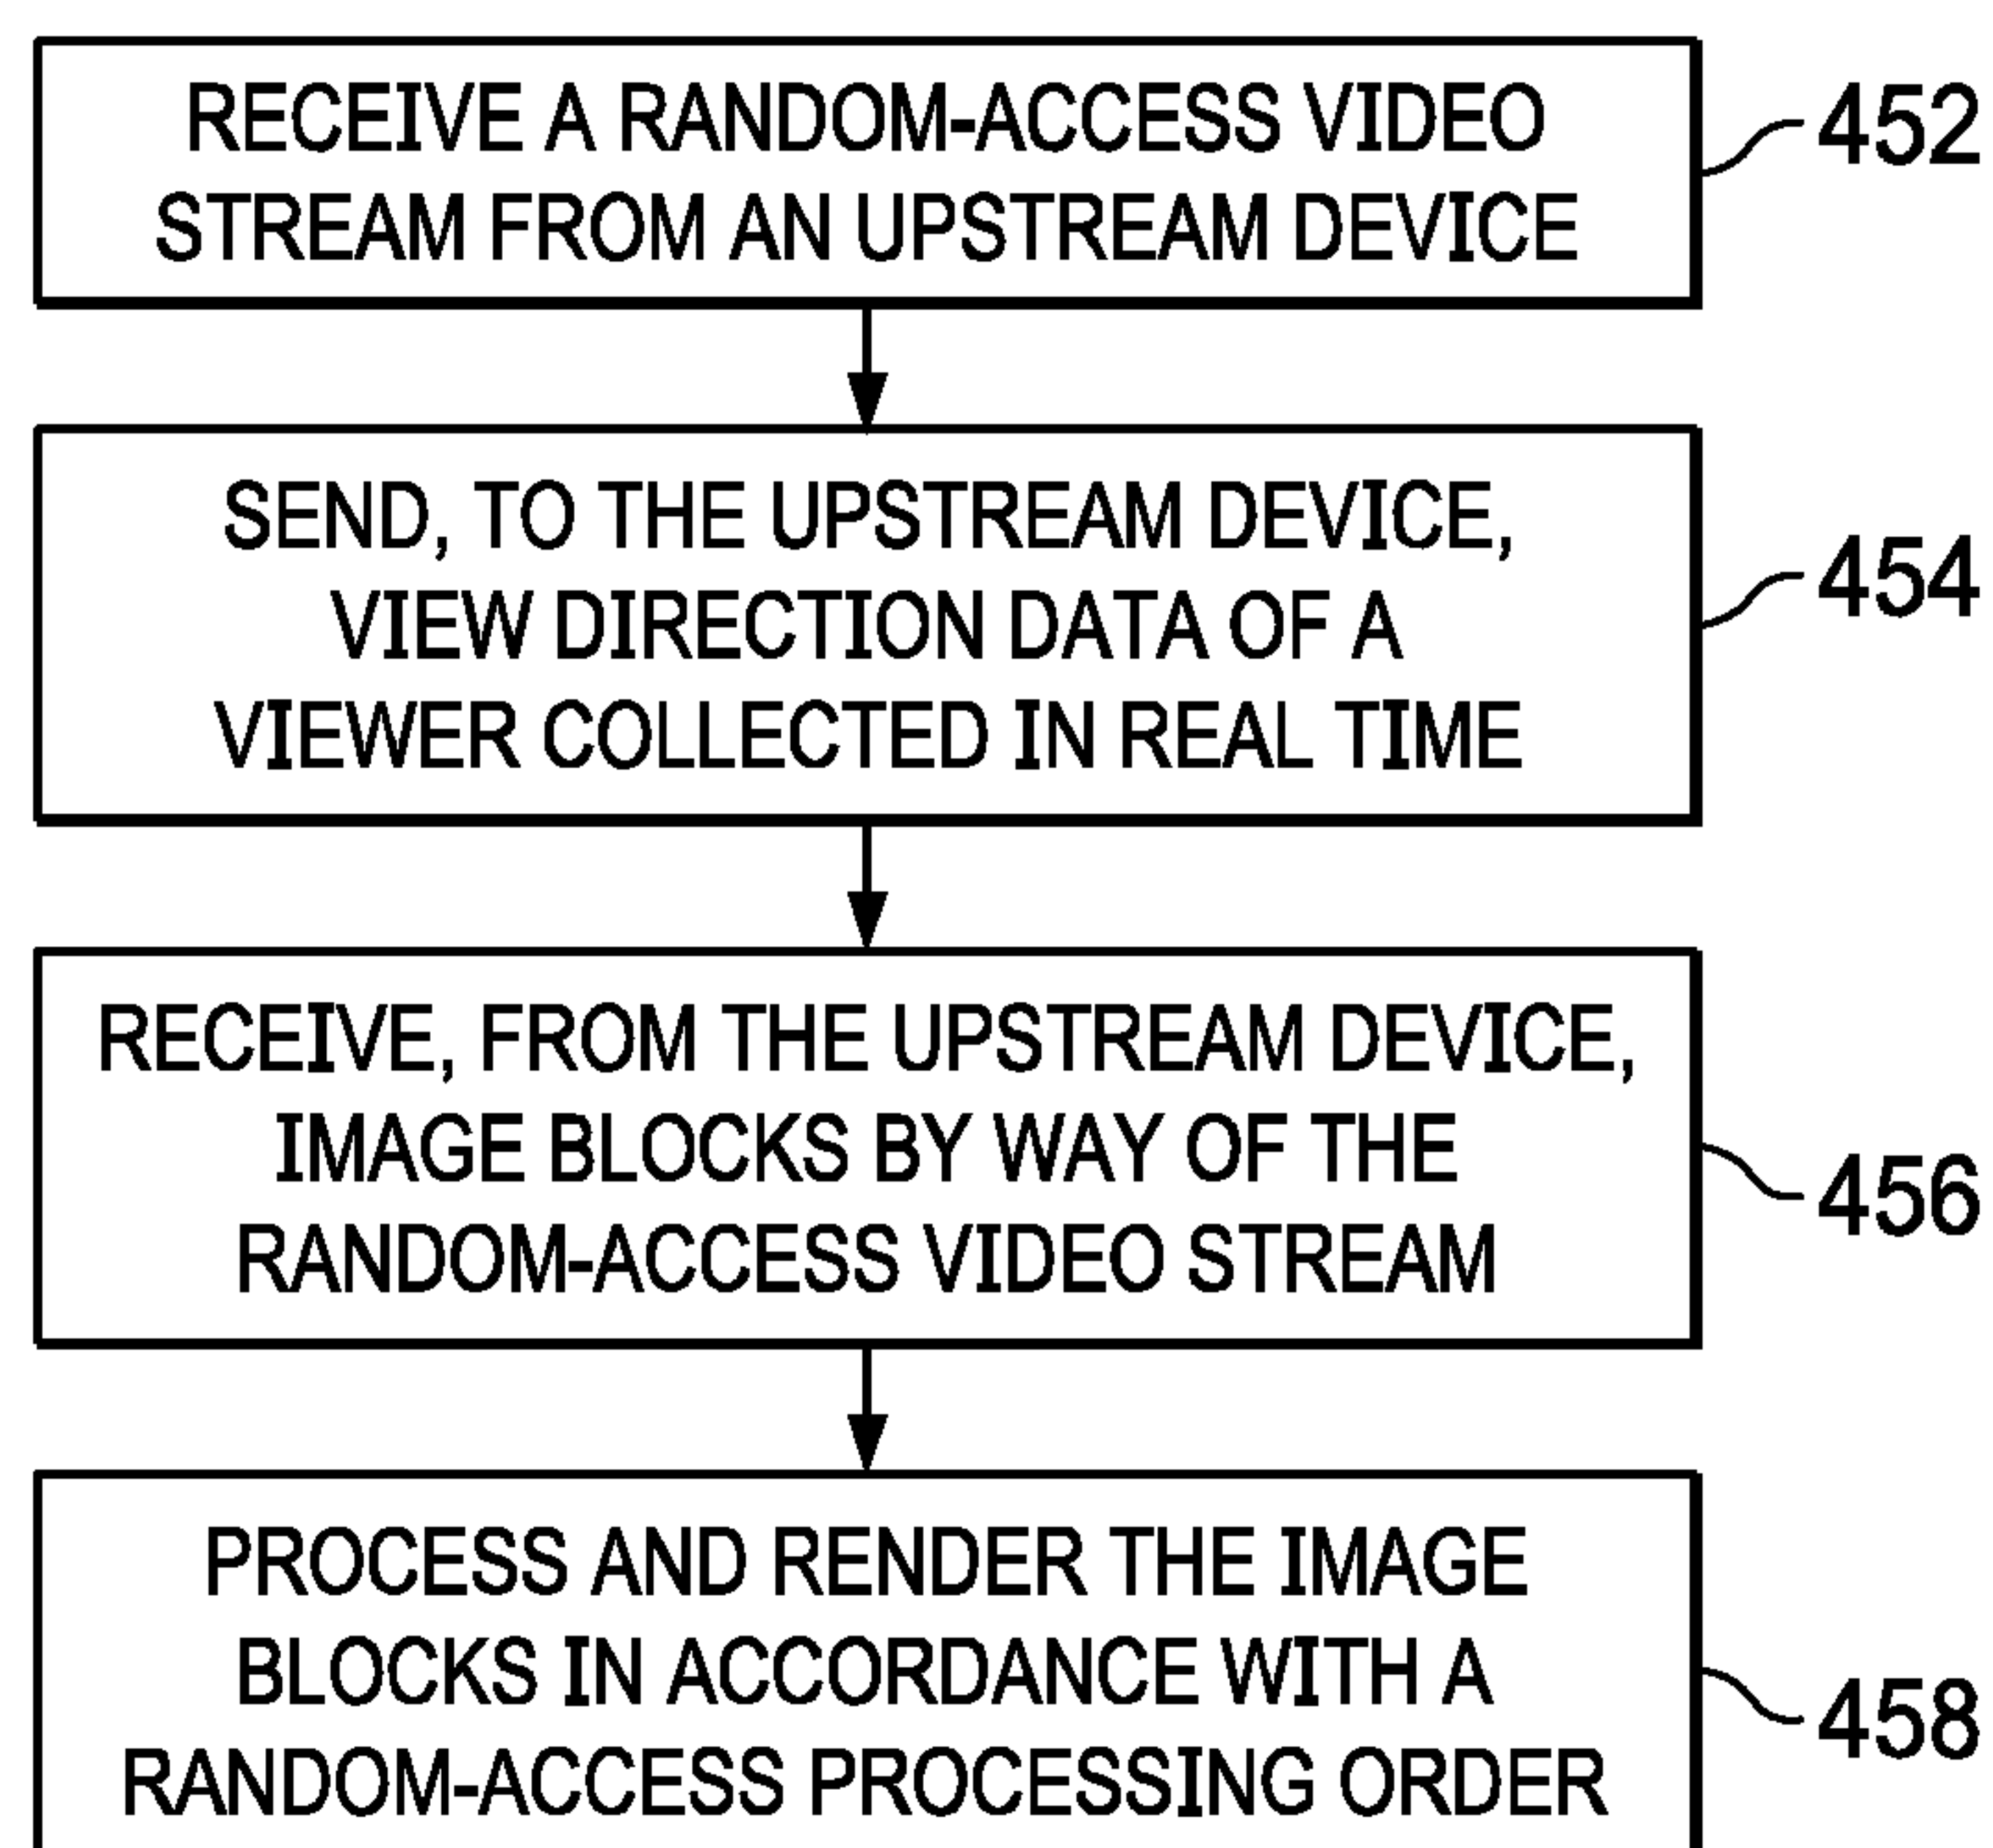 RECEIVE A RANDOM-ACCESS VIDEO
STREAM FROM AN UPSTREAM DEVICE
452
SEND, TO THE UPSTREAM DEVICE,
VIEW DIRECTION DATA OF A
VIEWER COLLECTED IN REAL TIME
454
RECEIVE, FROM THE UPSTREAM DEVICE,
IMAGE BLOCKS BY WAY OF THE
RANDOM-ACCESS VIDEO STREAM
456
PROCESS AND RENDER THE IMAGE
BLOCKS IN ACCORDANCE WITH A
RANDOM-ACCESS PROCESSING ORDER
458